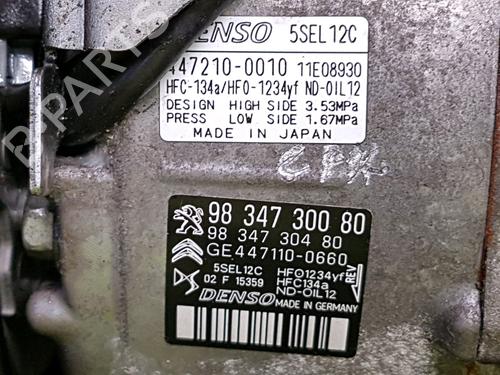 DENSO 5SEL12C
447210-0010 11E08930
HFC-134a/HFO-1234yf ND-OIL12
DESIGN HIGH SIDE 3.53MPa
PRESS LOW SIDE 1.67MPa
MADE IN JAPAN
98 347 300 80
98 347 304 80
GE447110-0660
5SEL12C HFO1234yf
02 F 15359 HFC134a
ND-OIL12
REV
DENSO MADE IN GERMANY
B-PARTS